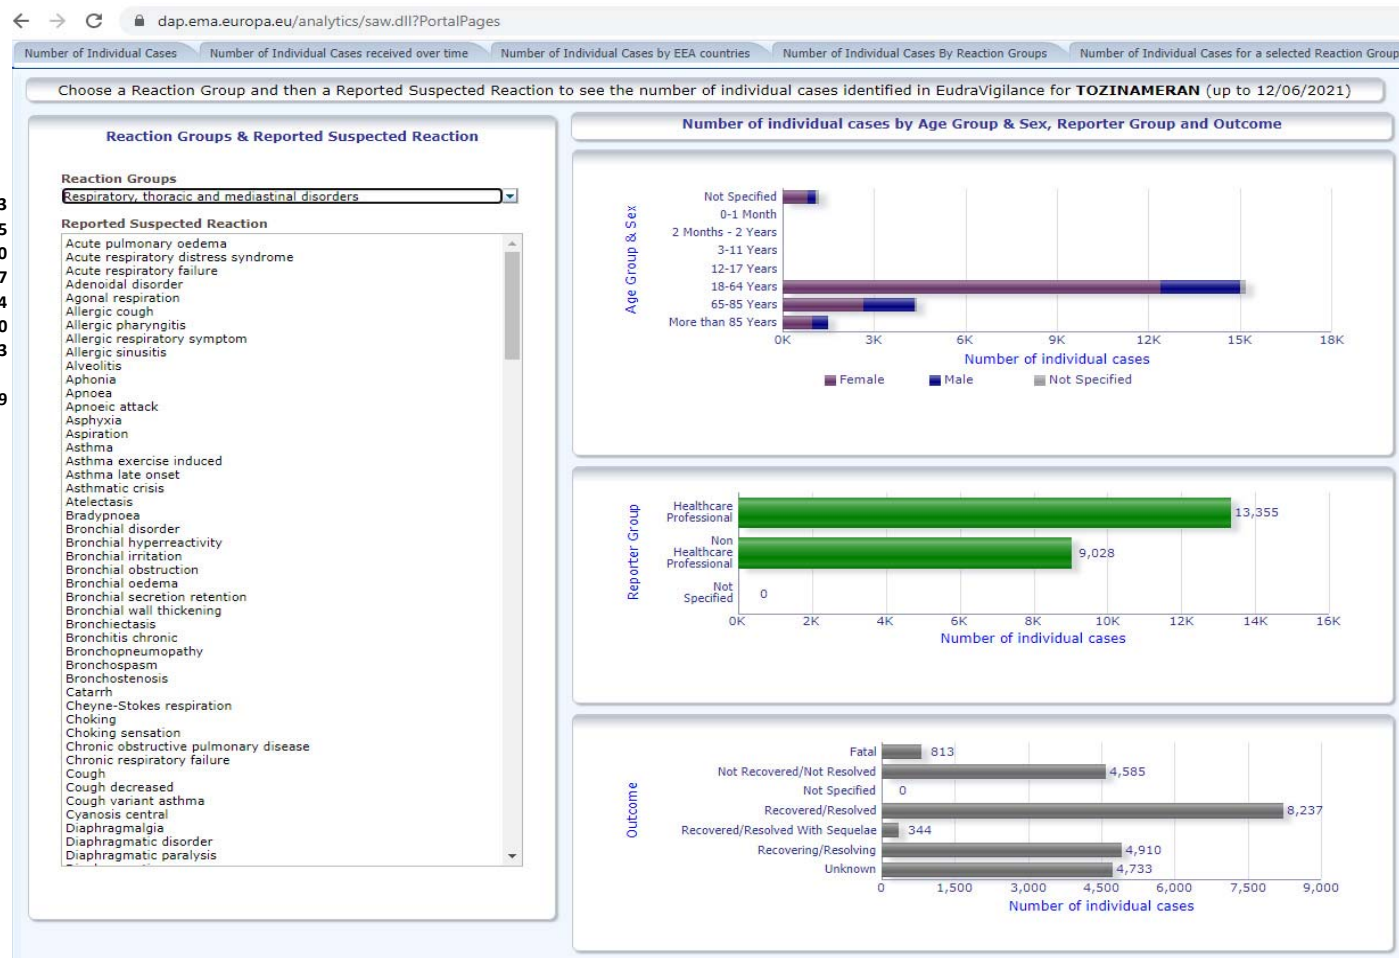 dap.ema.europa.eu/analytics/saw.dll?PortalPages
Number of Individual Cases
Number of Individual Cases received over time
Number of Individual Cases by EEA countries
Number of Individual Cases By Reaction Groups
Number of Individual Cases for a selected Reaction Group
Choose a Reaction Group and then a Reported Suspected Reaction to see the number of individual cases identified in EudraVigilance for TOZINAMERAN (up to 12/06/2021)
Reaction Groups & Reported Suspected Reaction
Reaction Groups
Respiratory, thoracic and mediastinal disorders
Reported Suspected Reaction
Acute pulmonary oedema
Acute respiratory distress syndrome
Acute respiratory failure
Adenoidal disorder
Agonal respiration
Allergic cough
Allergic pharyngitis
Allergic respiratory symptom
Allergic sinusitis
Alveolitis
Aphonia
Apnoea
Apnoeic attack
Asphyxia
Aspiration
Asthma
Asthma exercise induced
Asthma late onset
Asthmatic crisis
Atelectasis
Bradypnoea
Bronchial disorder
Bronchial hyperreactivity
Bronchial irritation
Bronchial obstruction
Bronchial oedema
Bronchial secretion retention
Bronchial wall thickening
Bronchiectasis
Bronchitis chronic
Bronchopneumopathy
Bronchospasm
Bronchostenosis
Catarrh
Cheyne-Stokes respiration
Choking
Choking sensation
Chronic obstructive pulmonary disease
Chronic respiratory failure
Cough
Cough decreased
Cough variant asthma
Cyanosis central
Diaphragmalgia
Diaphragmatic disorder
Diaphragmatic paralysis
3
5
0
7
4
0
3
9
Number of individual cases by Age Group & Sex, Reporter Group and Outcome
Age Group & Sex
Not Specified
0-1 Month
2 Months - 2 Years
3-11 Years
12-17 Years
18-64 Years
65-85 Years
More than 85 Years
0K 3K 6K 9K 12K 15K 18K
Number of individual cases
Female Male Not Specified
Reporter Group
Healthcare
Professional
13,355
Non
Healthcare
Professional
9,028
Not
Specified
0
0K 2K 4K 6K 8K 10K 12K 14K 16K
Number of individual cases
Outcome
Fatal 813
Not Recovered/Not Resolved 4,585
Not Specified 0
Recovered/Resolved 8,237
Recovered/Resolved With Sequelae 344
Recovering/Resolving 4,910
Unknown 4,733
0 1,500 3,000 4,500 6,000 7,500 9,000
Number of individual cases